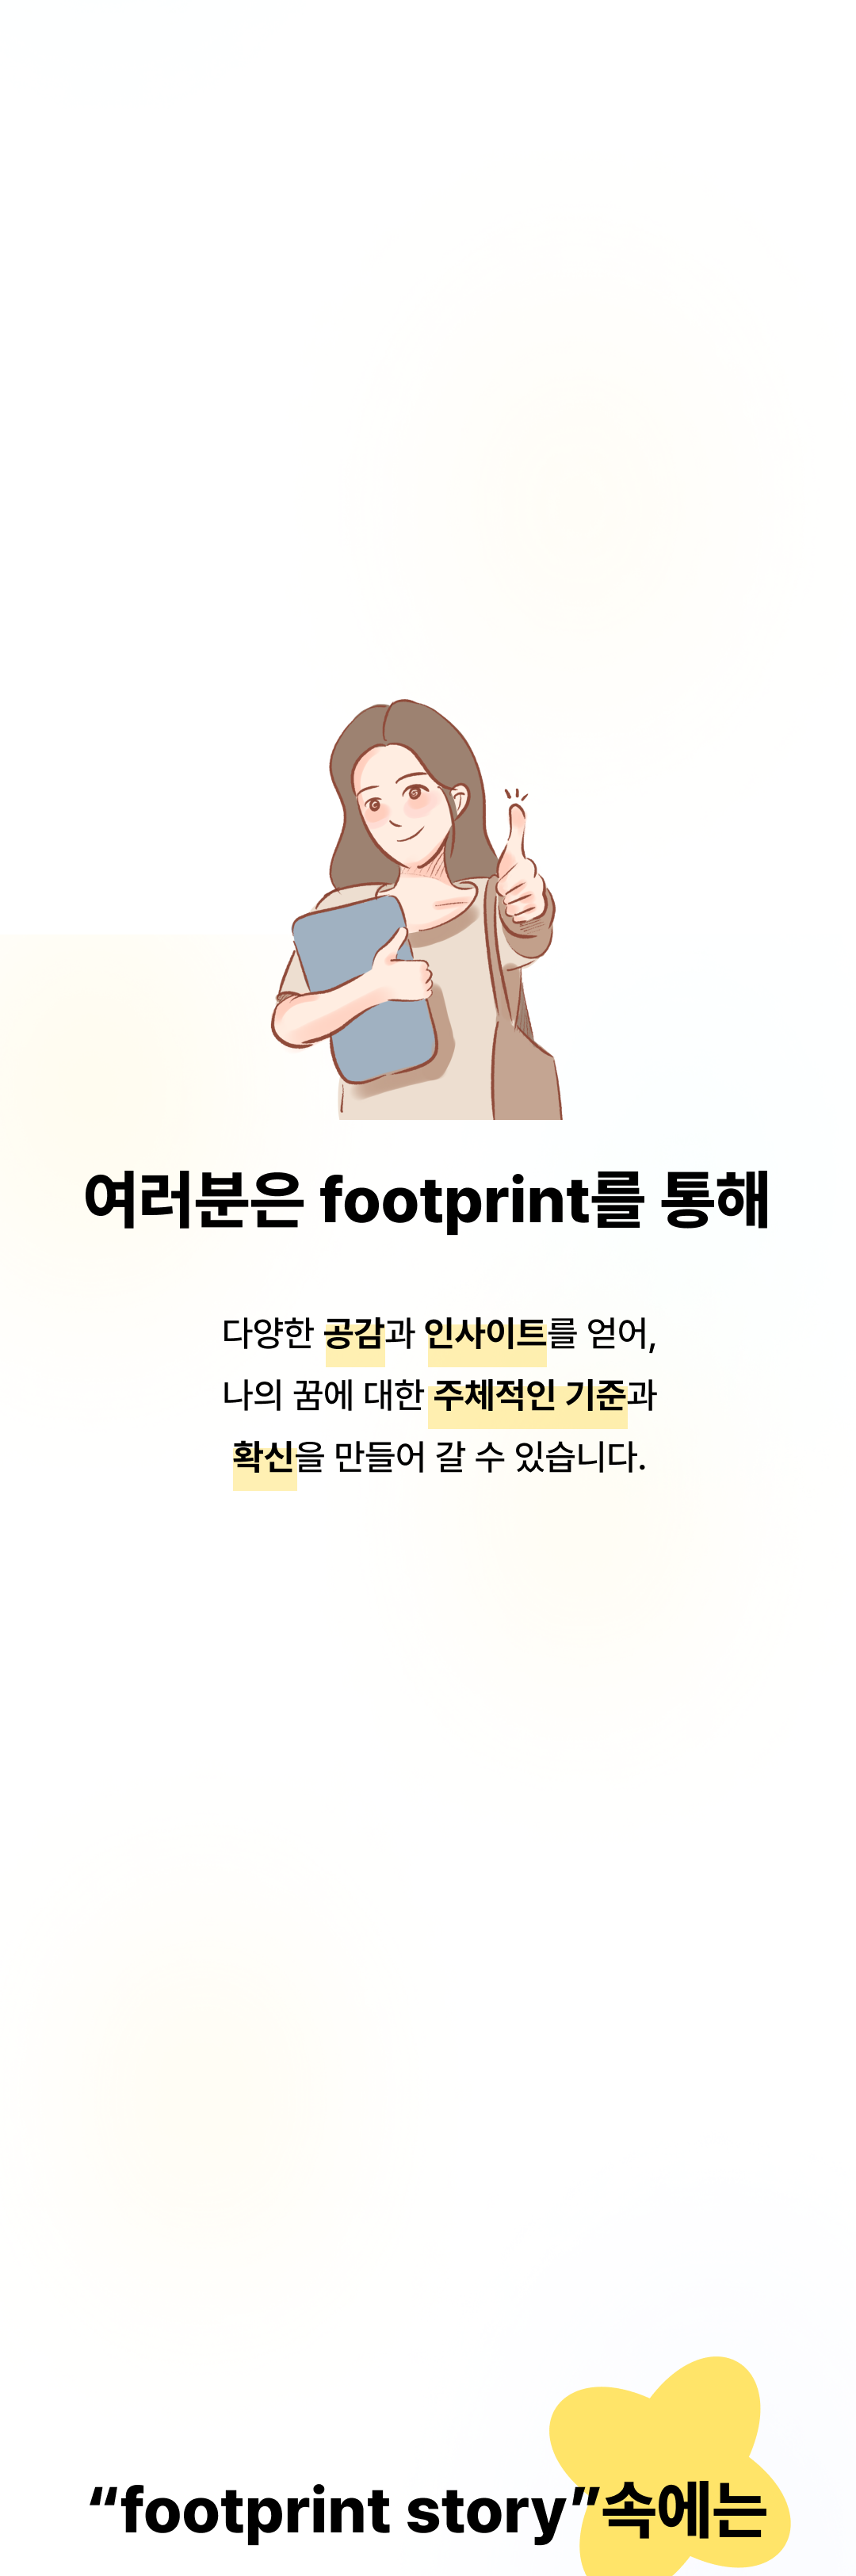 여러분은 footprint를 통해
다양한 공감과 인사이트를 얻어,
나의 꿈에 대한 주체적인 기준과
확신을 만들어 갈 수 있습니다.
“footprint story”속에는